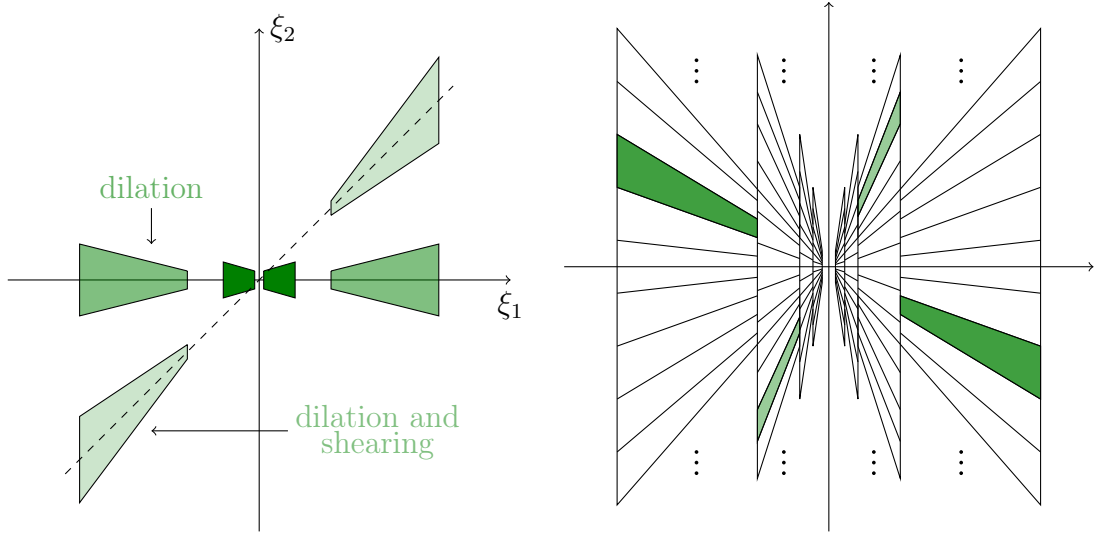 ξ₂
dilation
ξ₁
dilation and
shearing